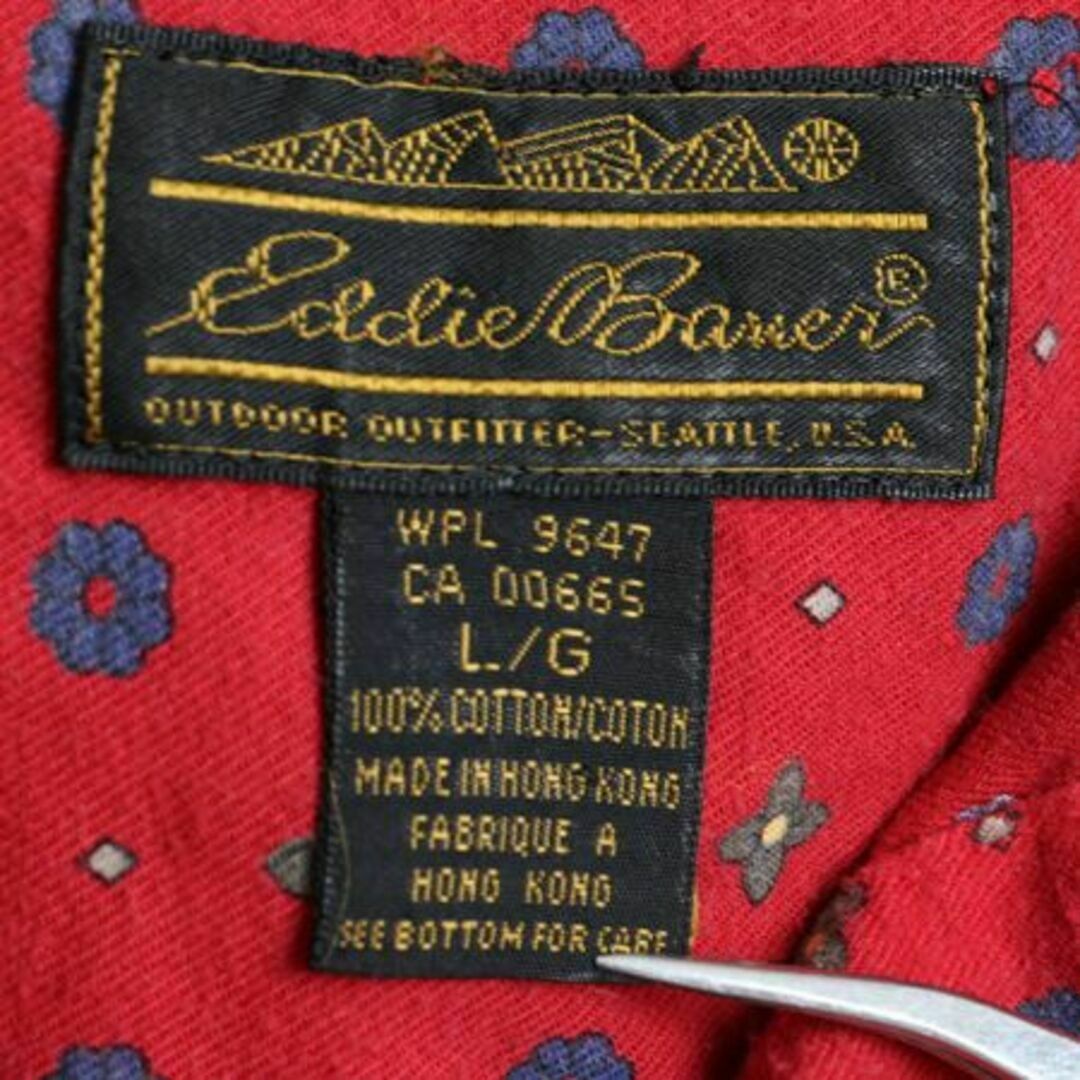 Eddie Bauer®
OUTDOOR OUTFITTER-SEATTLE, U.S.A.
WPL 9647
CA 00665
L/G
100% COTTON/COTON
MADE IN HONG KONG
FABRIQUE A
HONG KONG
SEE BOTTOM FOR CARE